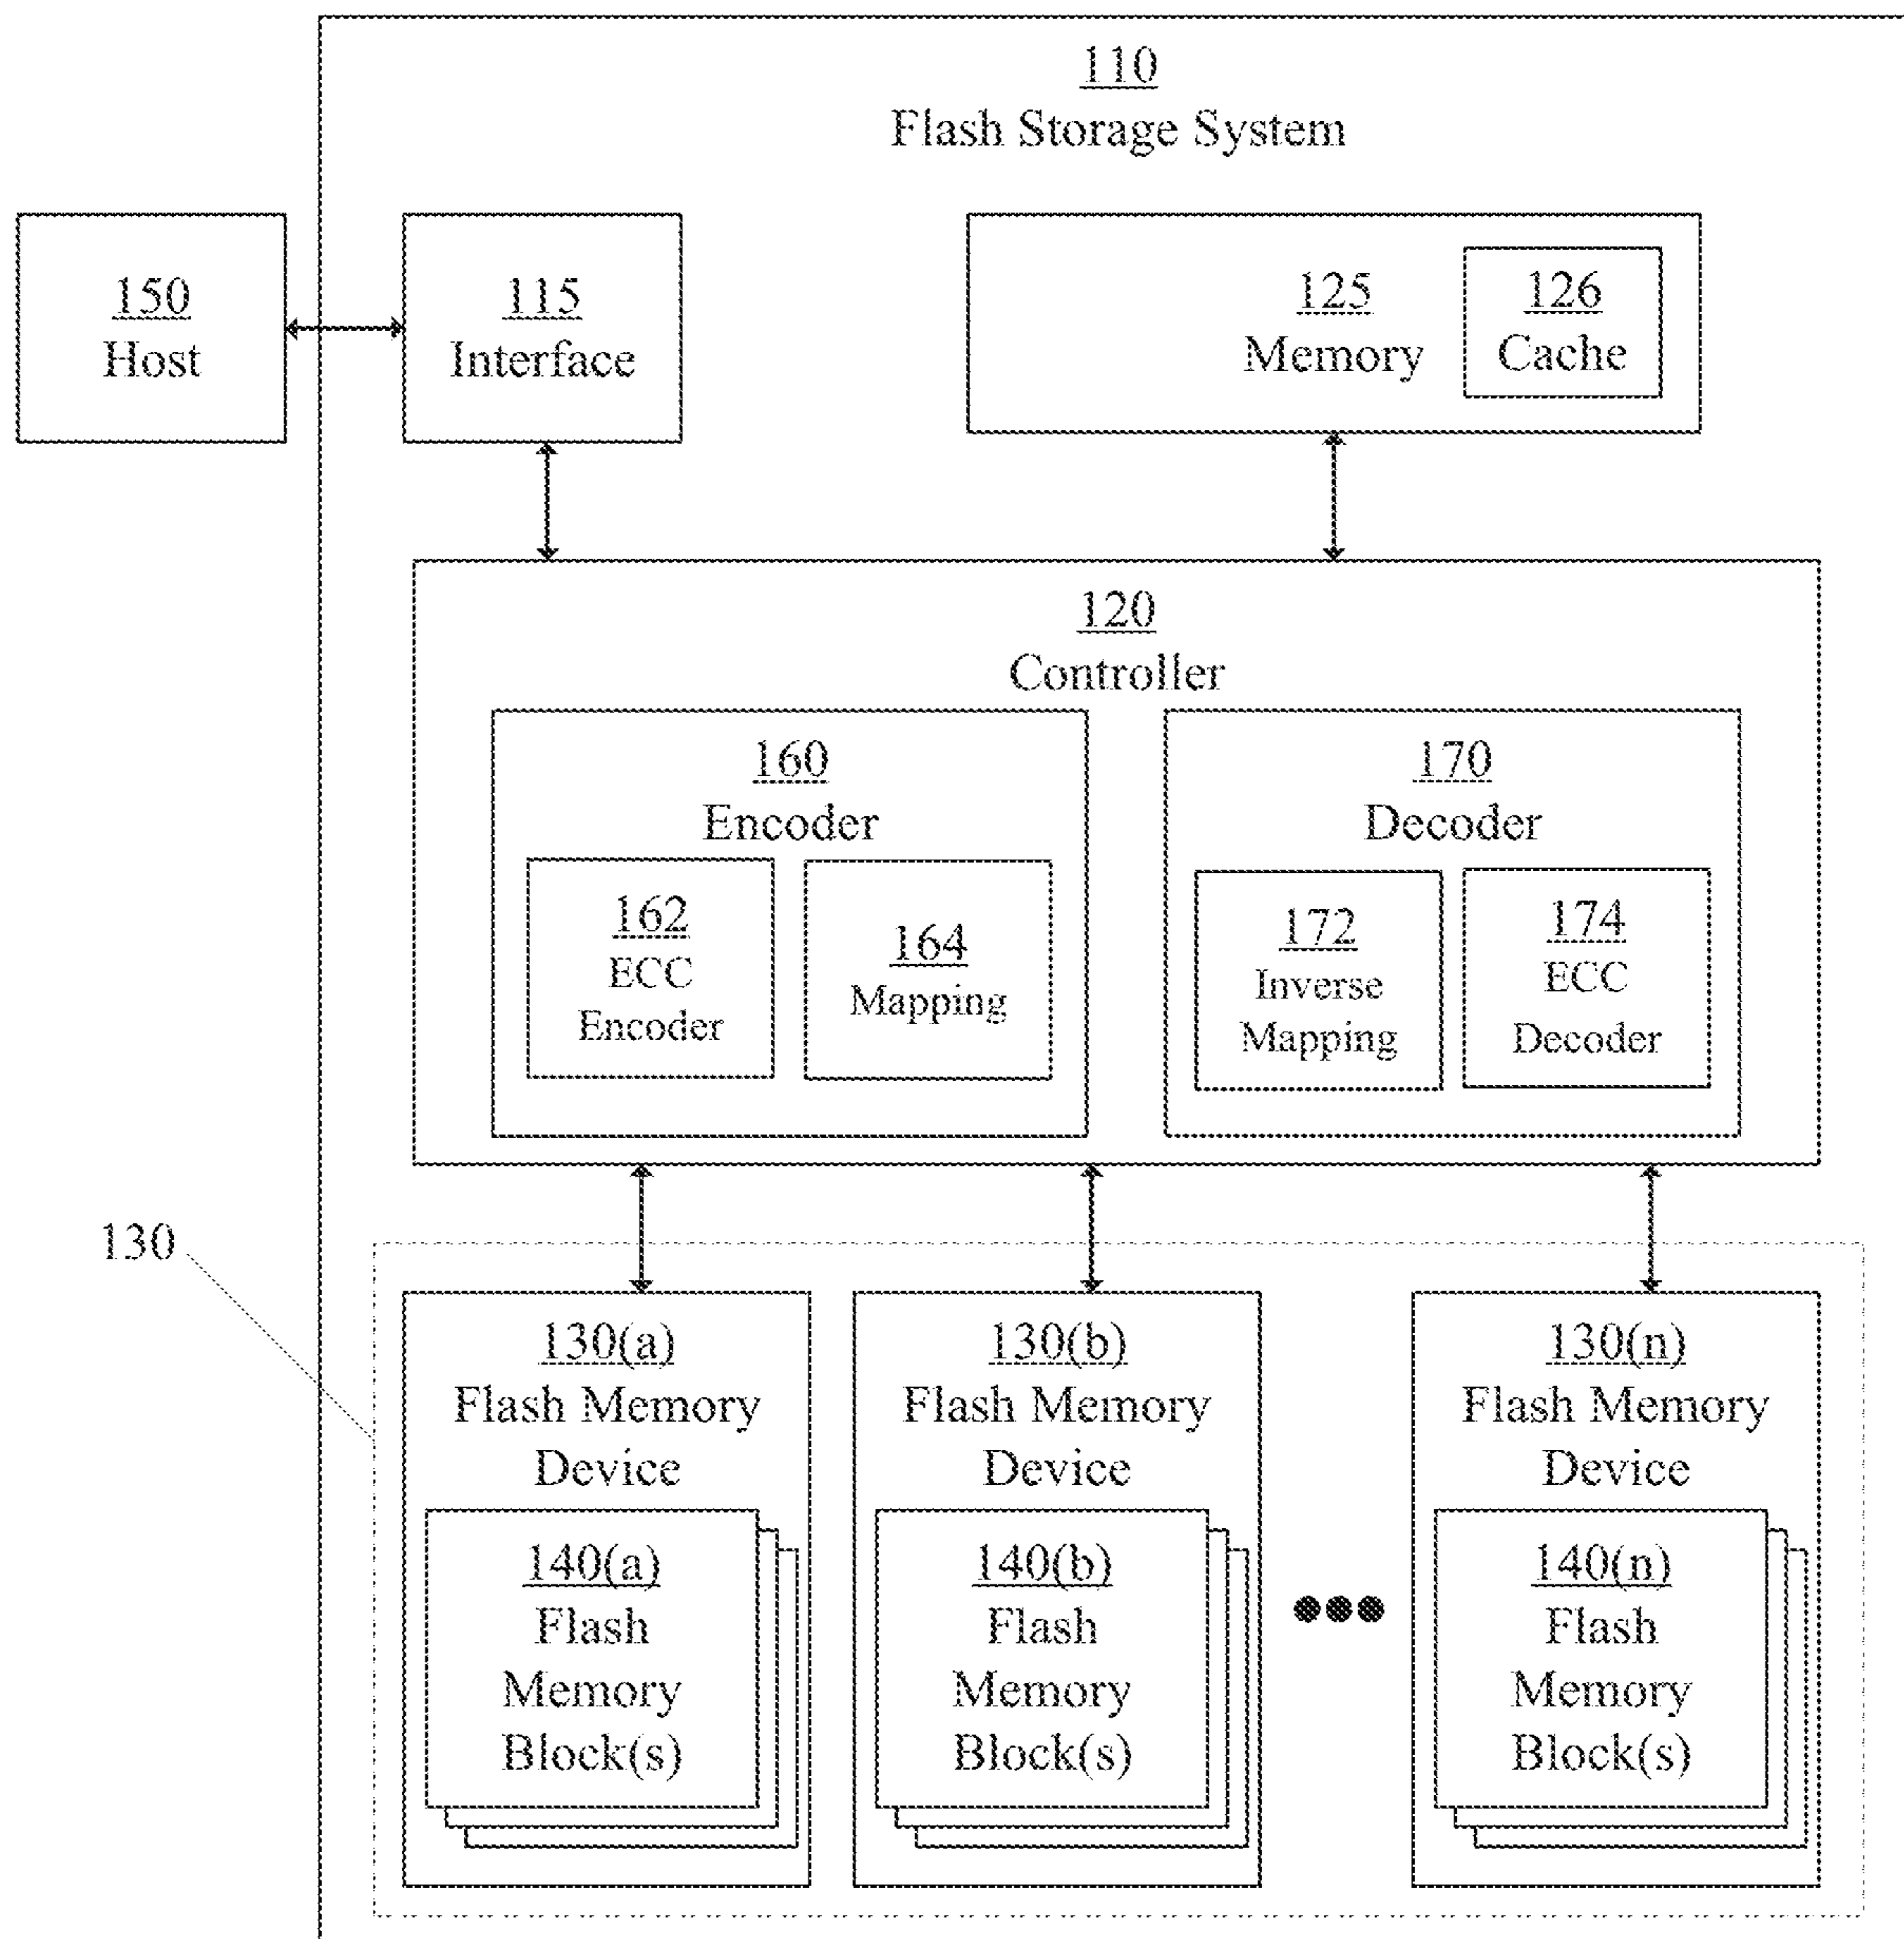 110
Flash Storage System
150
Host
115
Interface
125
Memory
126
Cache
120
Controller
160
Encoder
162
ECC
Encoder
164
Mapping
170
Decoder
172
Inverse
Mapping
174
ECC
Decoder
130
130(a)
Flash Memory
Device
140(a)
Flash
Memory
Block(s)
130(b)
Flash Memory
Device
140(b)
Flash
Memory
Block(s)
130(n)
Flash Memory
Device
140(n)
Flash
Memory
Block(s)